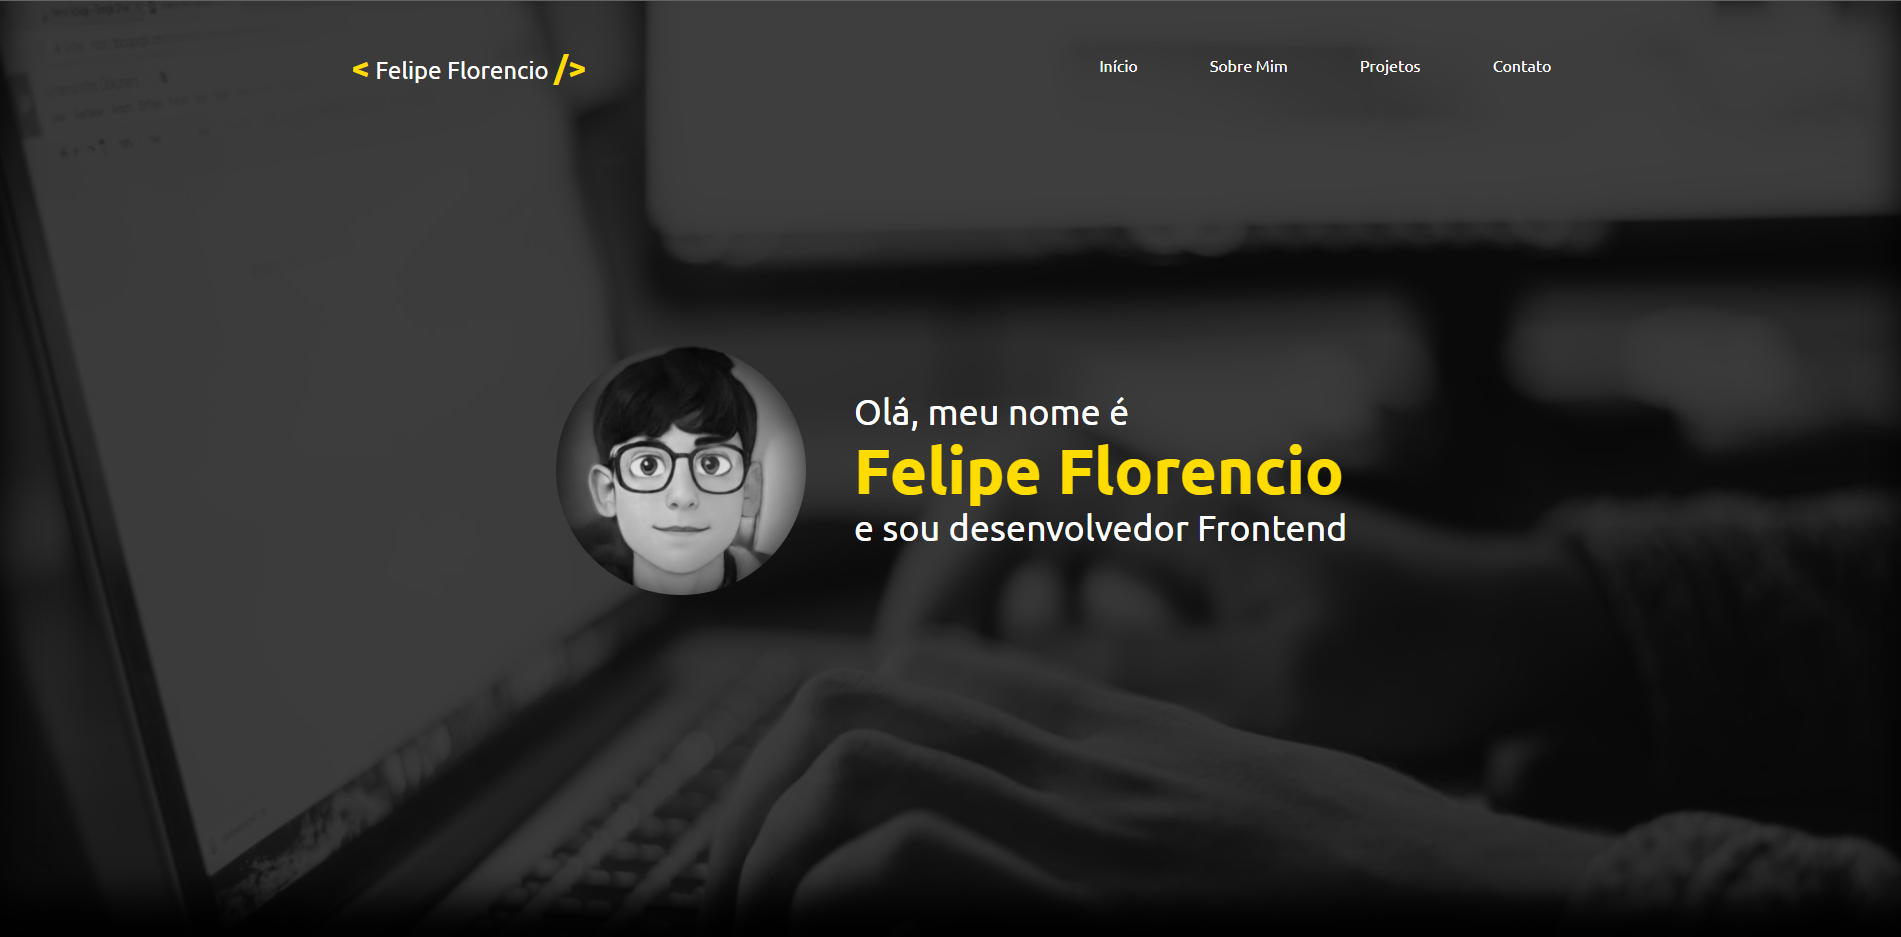 < Felipe Florencio />
Início Sobre Mim Projetos Contato
Olá, meu nome é
Felipe Florencio
e sou desenvolvedor Frontend